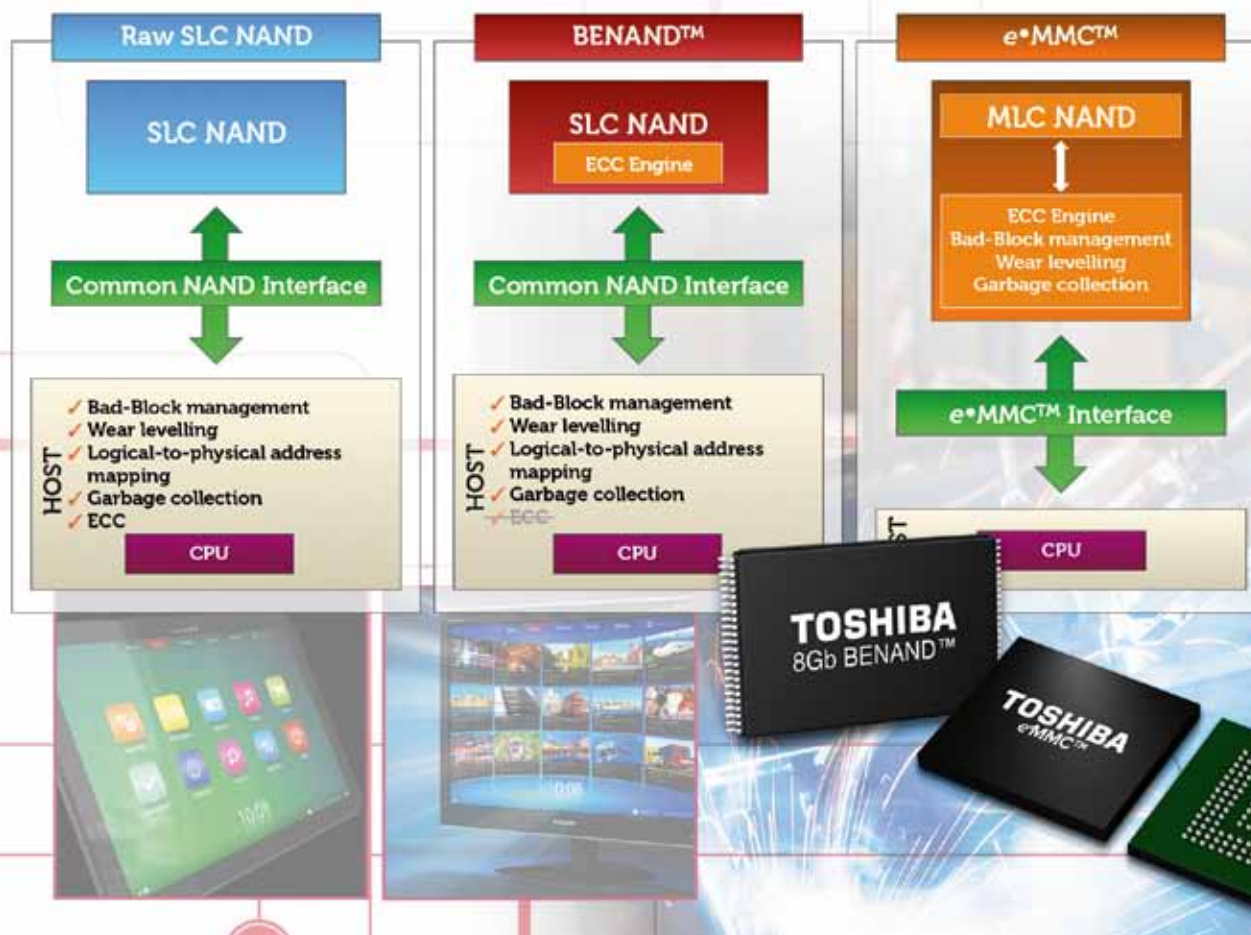 Raw SLC NAND
SLC NAND
Common NAND Interface
HOST
✓ Bad-Block management
✓ Wear levelling
✓ Logical-to-physical address
mapping
✓ Garbage collection
✓ ECC
CPU
BENAND™
SLC NAND
ECC Engine
Common NAND Interface
HOST
✓ Bad-Block management
✓ Wear levelling
✓ Logical-to-physical address
mapping
✓ Garbage collection
✓ ECC
CPU
e•MMC™
MLC NAND
ECC Engine
Bad-Block management
Wear levelling
Garbage collection
e•MMC™ Interface
ST
CPU
10:01
TOSHIBA
8Gb BENAND™
TOSHIBA
e•MMC™